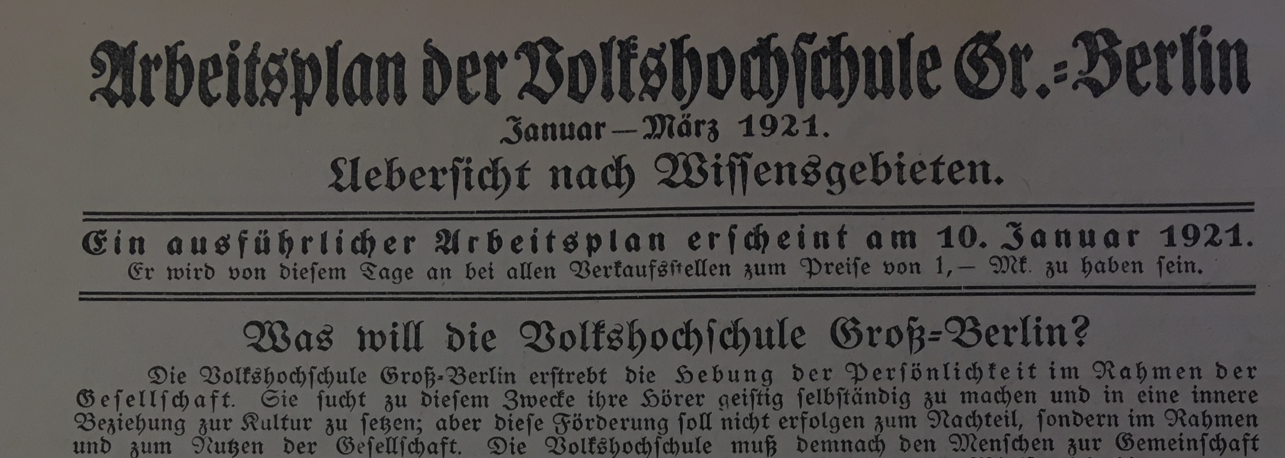 Arbeitsplan der Volkshochschule Gr.-Berlin
Januar — März 1921.
Uebersicht nach Wissensgebieten.
Ein ausführlicher Arbeitsplan erscheint am 10. Januar 1921.
Er wird von diesem Tage an bei allen Verkaufsstellen zum Preise von 1,— Mk. zu haben sein.
Was will die Volkshochschule Groß-Berlin?
Die Volkshochschule Groß-Berlin erstrebt die Hebung der Persönlichkeit im Rahmen der
Gesellschaft. Sie sucht zu diesem Zwecke ihre Hörer geistig selbständig zu machen und in eine innere
Beziehung zur Kultur zu setzen; aber diese Förderung soll nicht erfolgen zum Nachteil, sondern im Rahmen
und zum Nutzen der Gesellschaft. Die Volkshochschule muß demnach den Menschen zur Gemeinschaft